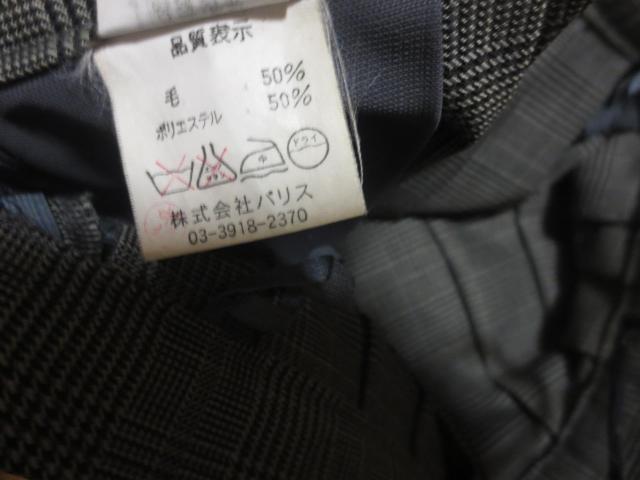 品質表示
毛 50%
ポリエステル 50%
中 ドライ
株式会社パリス
03-3918-2370